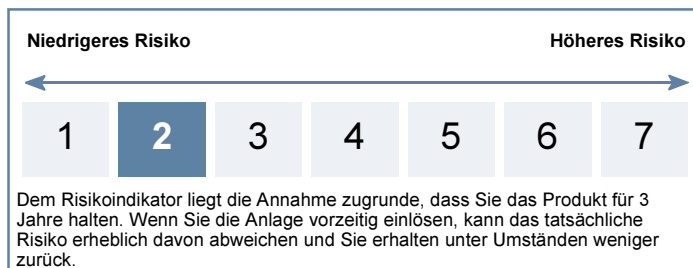 Niedrigeres Risiko Höheres Risiko
1 2 3 4 5 6 7
Dem Risikoindikator liegt die Annahme zugrunde, dass Sie das Produkt für 3
Jahre halten. Wenn Sie die Anlage vorzeitig einlösen, kann das tatsächliche
Risiko erheblich davon abweichen und Sie erhalten unter Umständen weniger
zurück.